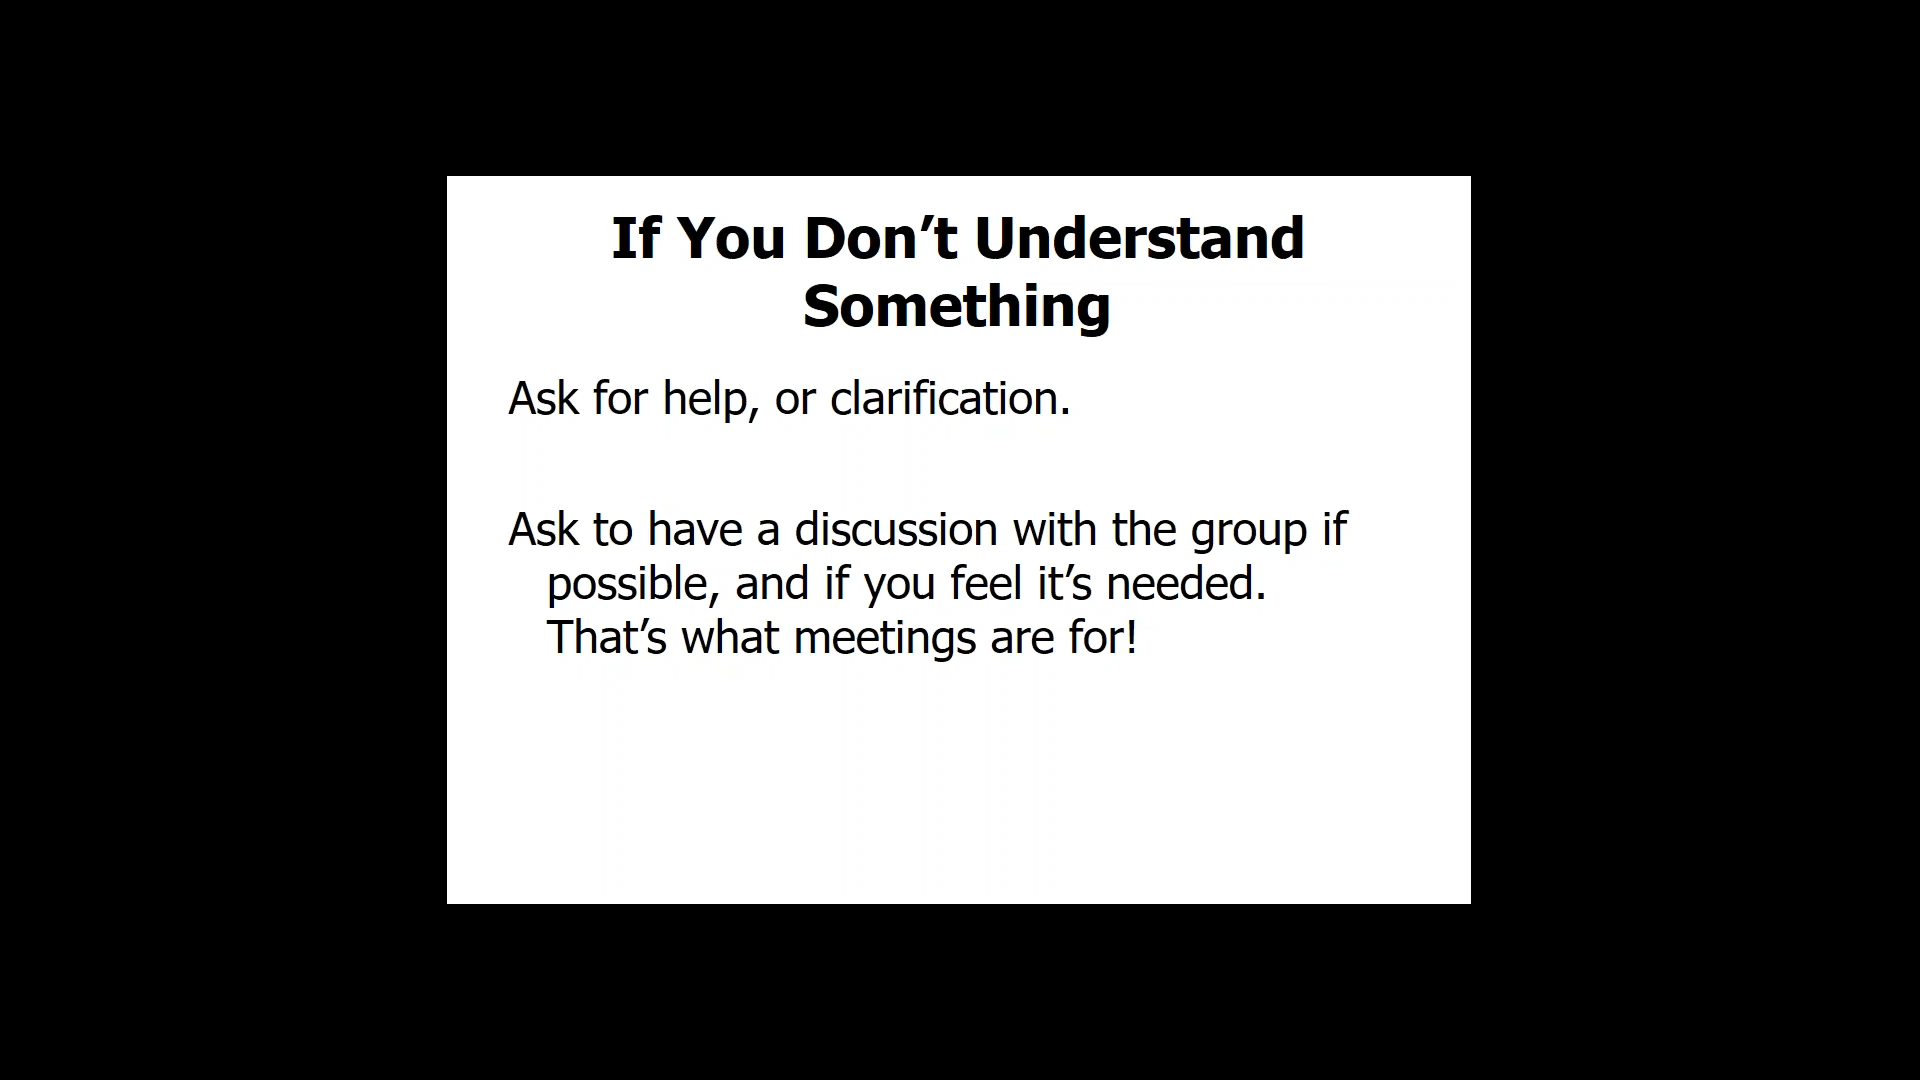 If You Don’t Understand
Something
Ask for help, or clarification.
Ask to have a discussion with the group if
possible, and if you feel it’s needed.
That’s what meetings are for!